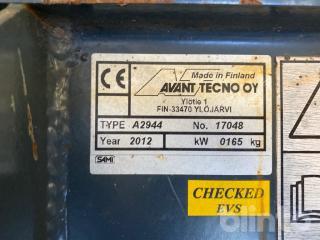 CE
Made in Finland
AVANT TECNO OY
Ylötie 1
FIN-33470 YLÖJÄRVI
TYPE A2944 No. 17048
Year 2012 kW 0165 kg
SAMI
CHECKED
EVS
blinto